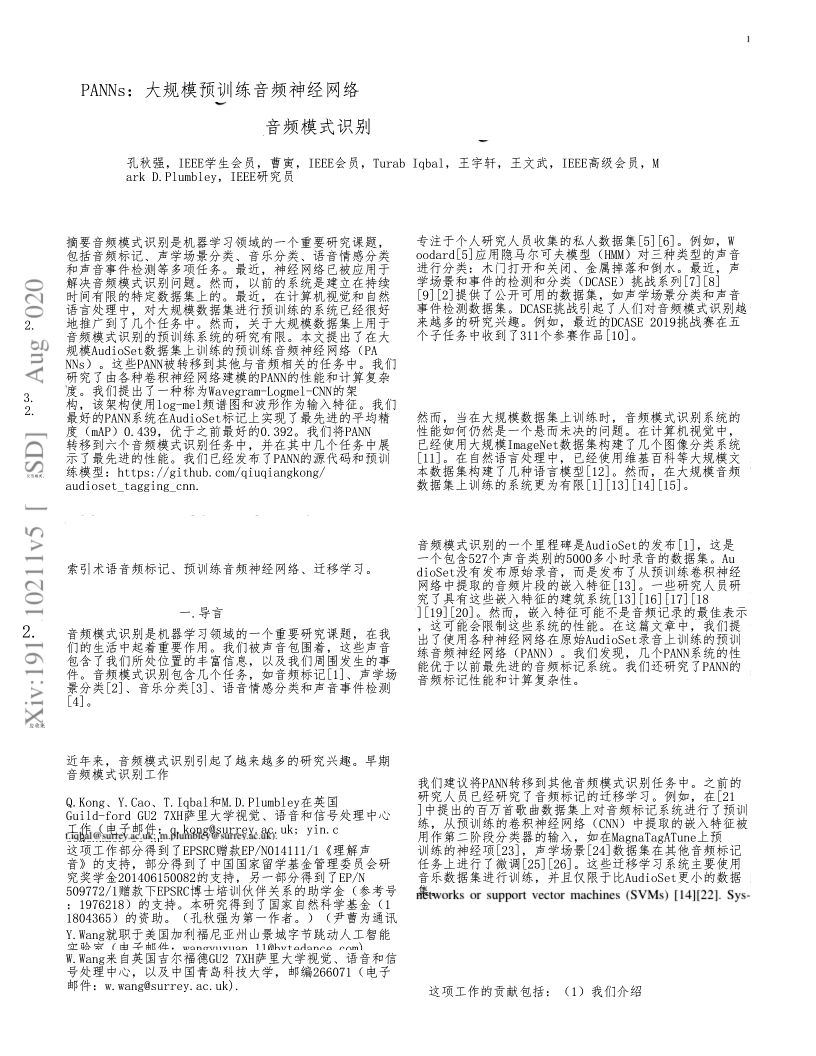 1
PANNs: 大规模预训练音频神经网络
音频模式识别
孔秋强，IEEE学生会员，曹寅，IEEE会员，Turab Iqbal，王宇轩，王文武，IEEE高级会员，M
ark D.Plumbley，IEEE研究员
摘要音频模式识别是机器学习领域的一个重要研究课题，
包括音频标记、声学场景分类、音乐分类、语音情感分类
和声音事件检测等多项任务。最近，神经网络已被应用于
解决音频模式识别问题。然而，以前的系统是建立在持续
时间有限的特定数据集上的。最近，在计算机视觉和自然
语言处理中，对大规模数据集进行预训练的系统已经很好
地推广到了几个任务中。然而，关于大规模数据集上用于
音频模式识别的预训练系统的研究有限。本文提出了在大
规模AudioSet数据集上训练的预训练音频神经网络（PA
NNs）。这些PANN被转移到其他与音频相关的任务中。我们
研究了由各种卷积神经网络建模的PANN的性能和计算复杂
度。我们提出了一种称为Wavegram-Logmel-CNN的架
构，该架构使用log-mel频谱图和波形作为输入特征。我们
最好的PANN系统在AudioSet标记上实现了最先进的平均精
度（mAP）0.439，优于之前最好的0.392。我们将PANN
转移到六个音频模式识别任务中，并在其中几个任务中展
示了最先进的性能。我们已经发布了PANN的源代码和预训
练模型：https://github.com/qiuqiangkong/
audioset_tagging_cnn.
索引术语音频标记、预训练音频神经网络、迁移学习。
一.导言
音频模式识别是机器学习领域的一个重要研究课题，在我
们的生活中起着重要作用。我们被声音包围着，这些声音
包含了我们所处位置的丰富信息，以及我们周围发生的事
件。音频模式识别包含几个任务，如音频标记[1]、声学场
景分类[2]、音乐分类[3]、语音情感分类和声音事件检测
[4]。
近年来，音频模式识别引起了越来越多的研究兴趣。早期
音频模式识别工作
Q.Kong、Y.Cao、T.Iqbal和M.D.Plumbley在英国
Guild-ford GU2 7XH萨里大学视觉、语音和信号处理中心
工作（电子邮件：q.kong@surrey.ac.uk；yin.c
t.iqbal@surrey.ac.uk; m.plumbley@surrey.ac.uk).
这项工作部分得到了EPSRC赠款EP/N014111/1《理解声
音》的支持，部分得到了中国国家留学基金管理委员会研
究奖学金201406150082的支持，另一部分得到了EP/N
509772/1赠款下EPSRC博士培训伙伴关系的助学金（参考号
：1976218）的支持。本研究得到了国家自然科学基金（1
1804365）的资助。（孔秋强为第一作者。）（尹曹为通讯
Y.Wang就职于美国加利福尼亚州山景城字节跳动人工智能
实验室（电子邮件：wangyuxuan.11@bytedance.com）
W.Wang来自英国吉尔福德GU2 7XH萨里大学视觉、语音和信
号处理中心，以及中国青岛科技大学，邮编266071（电子
邮件：w.wang@surrey.ac.uk).
专注于个人研究人员收集的私人数据集[5][6]。例如，W
oodard[5]应用隐马尔可夫模型（HMM）对三种类型的声音
进行分类：木门打开和关闭、金属掉落和倒水。最近，声
学场景和事件的检测和分类（DCASE）挑战系列[7][8]
[9][2]提供了公开可用的数据集，如声学场景分类和声音
事件检测数据集。DCASE挑战引起了人们对音频模式识别越
来越多的研究兴趣。例如，最近的DCASE 2019挑战赛在五
个子任务中收到了311个参赛作品[10]。
然而，当在大规模数据集上训练时，音频模式识别系统的
性能如何仍然是一个悬而未决的问题。在计算机视觉中，
已经使用大规模ImageNet数据集构建了几个图像分类系统
[11]。在自然语言处理中，已经使用维基百科等大规模文
本数据集构建了几种语言模型[12]。然而，在大规模音频
数据集上训练的系统更为有限[1][13][14][15]。
音频模式识别的一个里程碑是AudioSet的发布[1]，这是
一个包含527个声音类别的5000多小时录音的数据集。Au
dioSet没有发布原始录音，而是发布了从预训练卷积神经
网络中提取的音频片段的嵌入特征[13]。一些研究人员研
究了具有这些嵌入特征的建筑系统[13][16][17][18
][19][20]。然而，嵌入特征可能不是音频记录的最佳表示
，这可能会限制这些系统的性能。在这篇文章中，我们提
出了使用各种神经网络在原始AudioSet录音上训练的预训
练音频神经网络（PANN）。我们发现，几个PANN系统的性
能优于以前最先进的音频标记系统。我们还研究了PANN的
音频标记性能和计算复杂性。
我们建议将PANN转移到其他音频模式识别任务中。之前的
研究人员已经研究了音频标记的迁移学习。例如，在[21
]中提出的百万首歌曲数据集上对音频标记系统进行了预训
练，从预训练的卷积神经网络（CNN）中提取的嵌入特征被
用作第二阶段分类器的输入，如在MagnaTagATune上预
训练的神经项[23]，声学场景[24]数据集在其他音频标记
任务上进行了微调[25][26]。这些迁移学习系统主要使用
音乐数据集进行训练，并且仅限于比AudioSet更小的数据
集。
networks or support vector machines (SVMs) [14][22]. Sys-
这项工作的贡献包括：（1）我们介绍
Xiv:191
2.
10211v5
[
SD]
3.
2.
Aug
2.
020